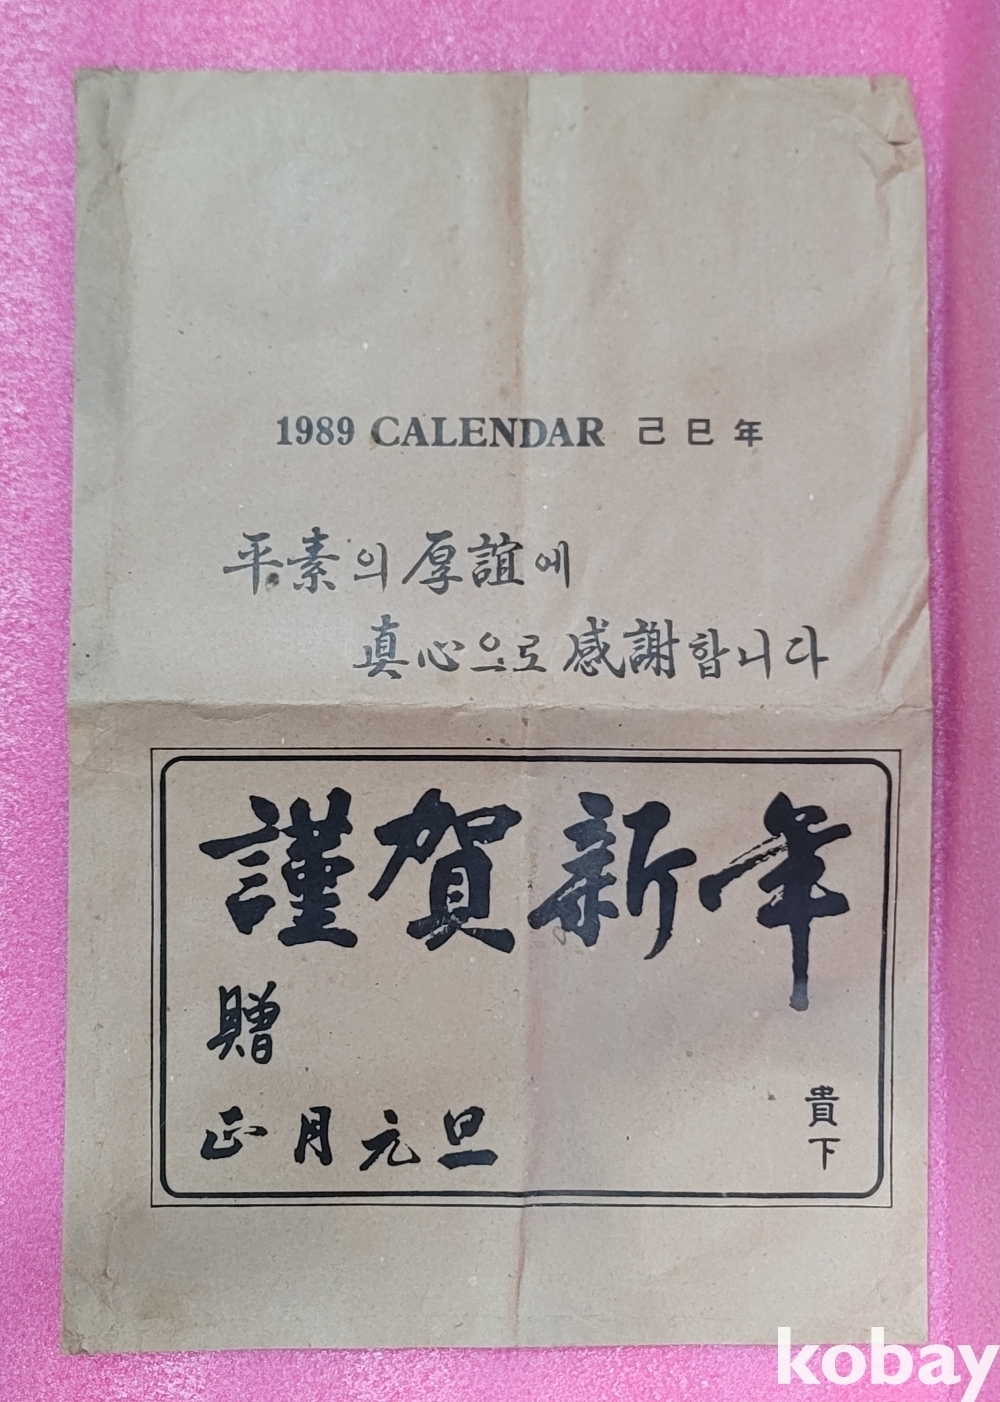 1989 CALENDAR 己巳年
平素의 厚誼에
眞心으로 感謝합니다
謹賀新年
贈
正月元旦
貴下
kobay